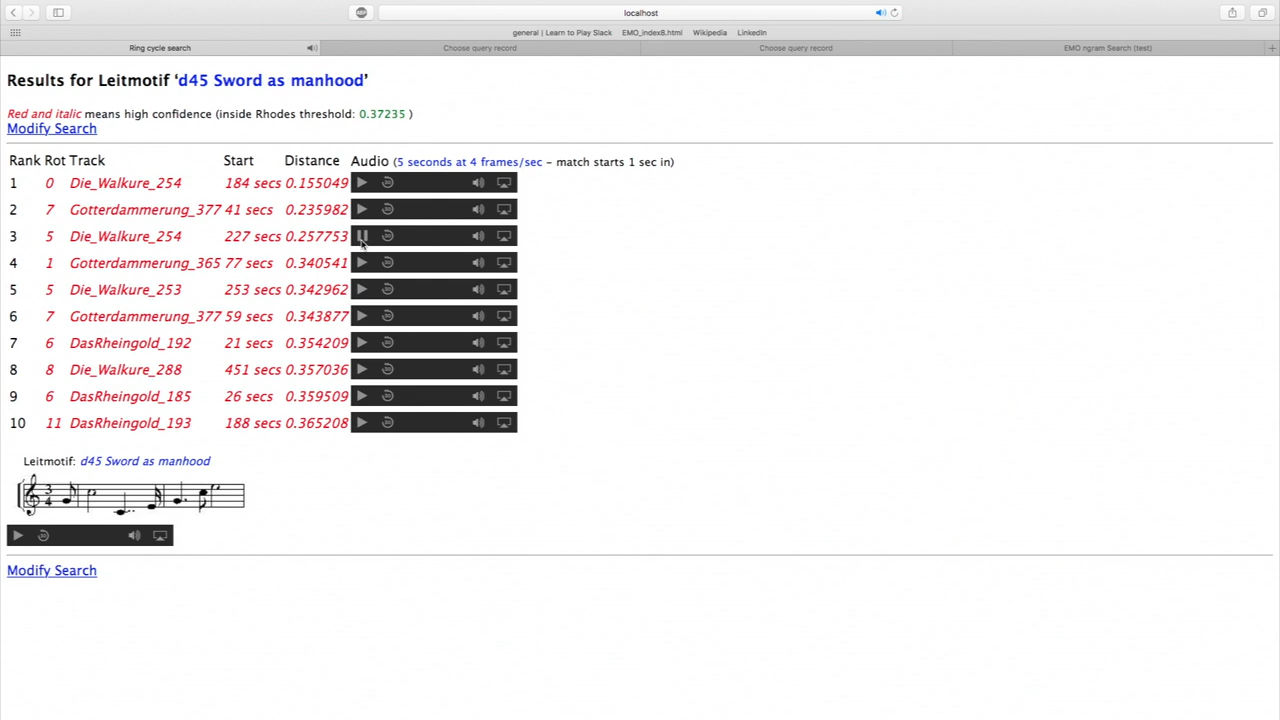 localhost
general | Learn to Play Slack EMO_index8.html Wikipedia LinkedIn
Ring cycle search Choose query record Choose query record EMO ngram Search (test)
Results for Leitmotif ‘d45 Sword as manhood’
Red and italic means high confidence (inside Rhodes threshold: 0.37235 )
Modify Search
Rank Rot Track Start Distance Audio (5 seconds at 4 frames/sec – match starts 1 sec in)
1 0 Die_Walkure_254 184 secs 0.155049
2 7 Gotterdammerung_377 41 secs 0.235982
3 5 Die_Walkure_254 227 secs 0.257753
4 1 Gotterdammerung_365 77 secs 0.340541
5 5 Die_Walkure_253 253 secs 0.342962
6 7 Gotterdammerung_377 59 secs 0.343877
7 6 DasRheingold_192 21 secs 0.354209
8 8 Die_Walkure_288 451 secs 0.357036
9 6 DasRheingold_185 26 secs 0.359509
10 11 DasRheingold_193 188 secs 0.365208
Leitmotif: d45 Sword as manhood
3
4
Modify Search